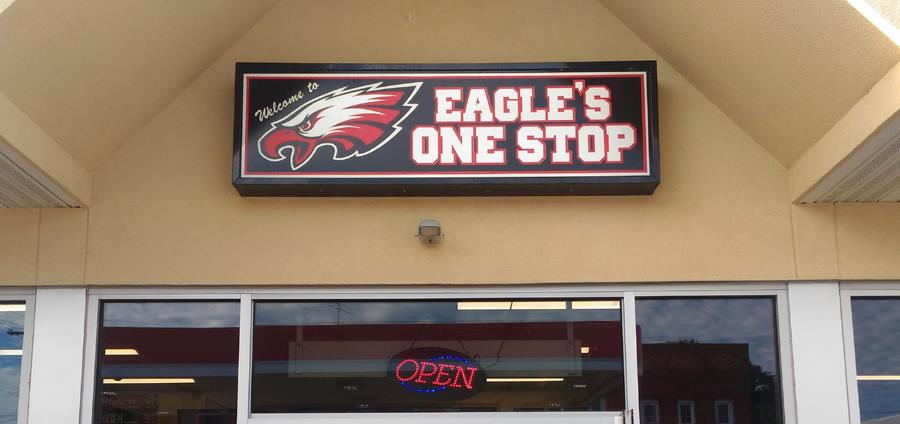 Welcome to
EAGLE'S
ONE STOP
OPEN